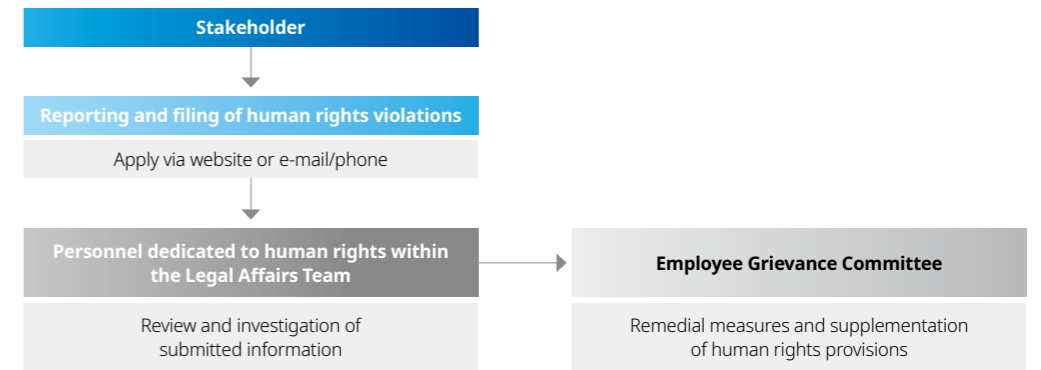 Stakeholder
Reporting and filing of human rights violations
Apply via website or e-mail/phone
Personnel dedicated to human rights within
the Legal Affairs Team
Review and investigation of
submitted information
Employee Grievance Committee
Remedial measures and supplementation
of human rights provisions